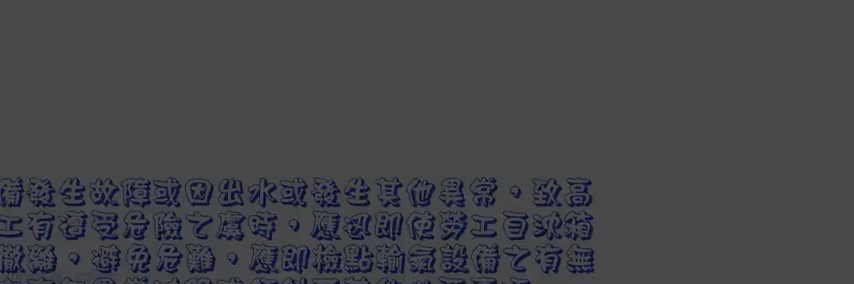 備發生故障或因出水或發生其他異常,致高
工有遭受危險之虞時,應立即使勞工自沈箱
撤離,避免危難,應即檢點輸氣設備之有無